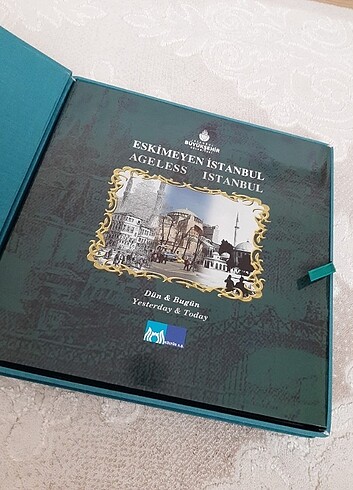 BÜYÜKŞEHİR
ESKİMEYEN İSTANBUL
AGELESS ISTANBUL
Dün & Bugün
Yesterday & Today